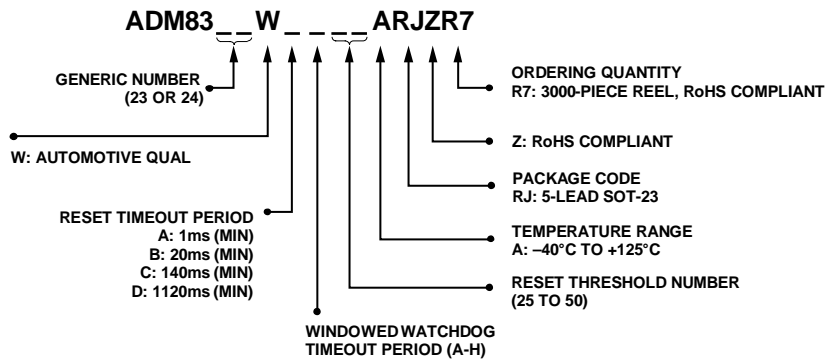 ADM83_ _ W _ _ _ _ ARJZR7
GENERIC NUMBER
(23 OR 24)
W: AUTOMOTIVE QUAL
RESET TIMEOUT PERIOD
A: 1ms (MIN)
B: 20ms (MIN)
C: 140ms (MIN)
D: 1120ms (MIN)
WINDOWED WATCHDOG
TIMEOUT PERIOD (A-H)
ORDERING QUANTITY
R7: 3000-PIECE REEL, RoHS COMPLIANT
Z: RoHS COMPLIANT
PACKAGE CODE
RJ: 5-LEAD SOT-23
TEMPERATURE RANGE
A: –40°C TO +125°C
RESET THRESHOLD NUMBER
(25 TO 50)